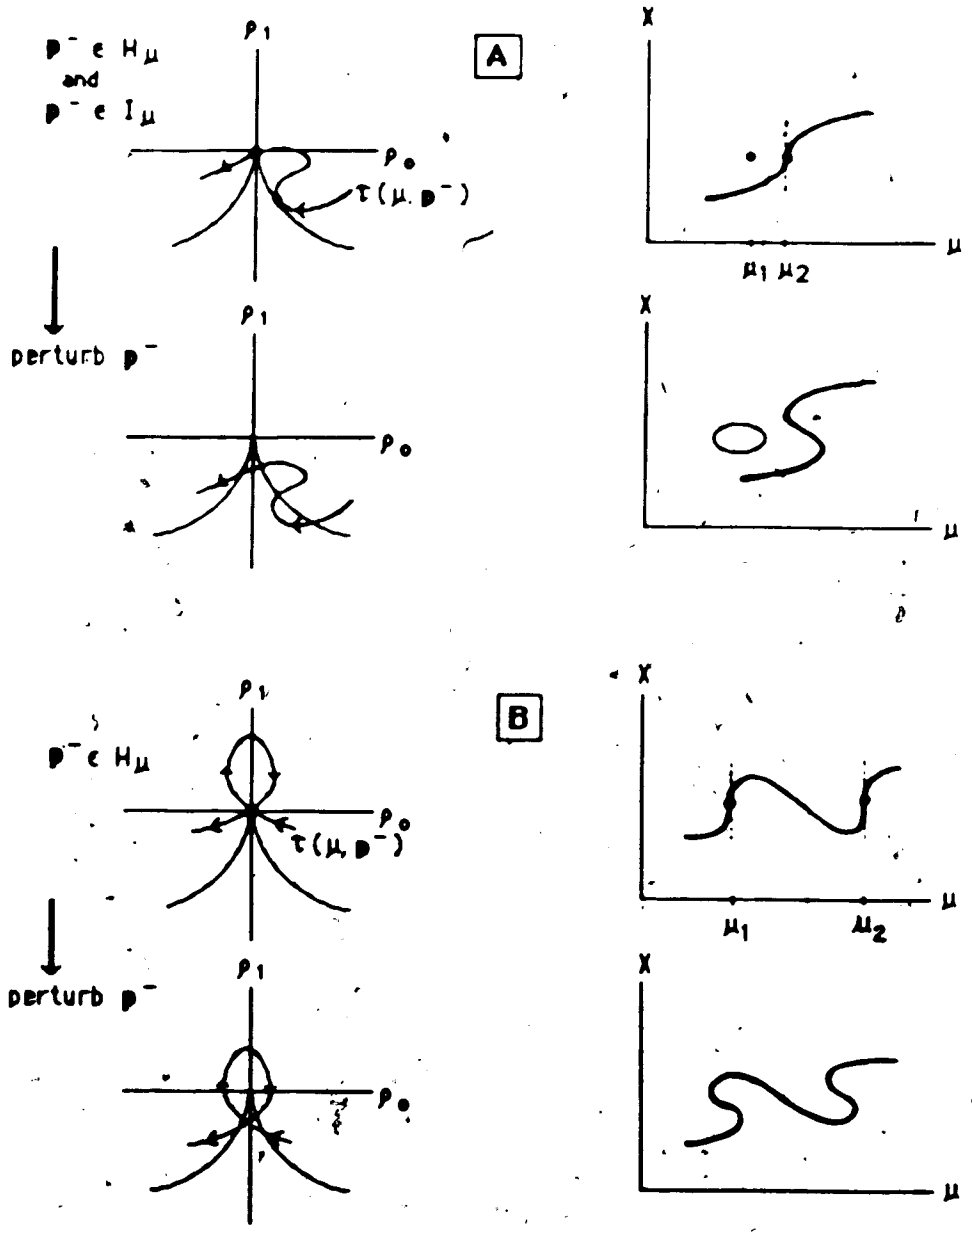 p⁻ ϵ Hμ
and
p⁻ ϵ Iμ
ρ1
A
x
ρ0
τ(μ, p⁻)
μ1 μ2
μ
perturb p⁻
ρ1
x
ρ0
μ
ρ1
B
x
p⁻ ϵ Hμ
ρ0
τ(μ, p⁻)
μ
μ1 μ2
perturb p⁻
ρ1
x
ρ0
μ